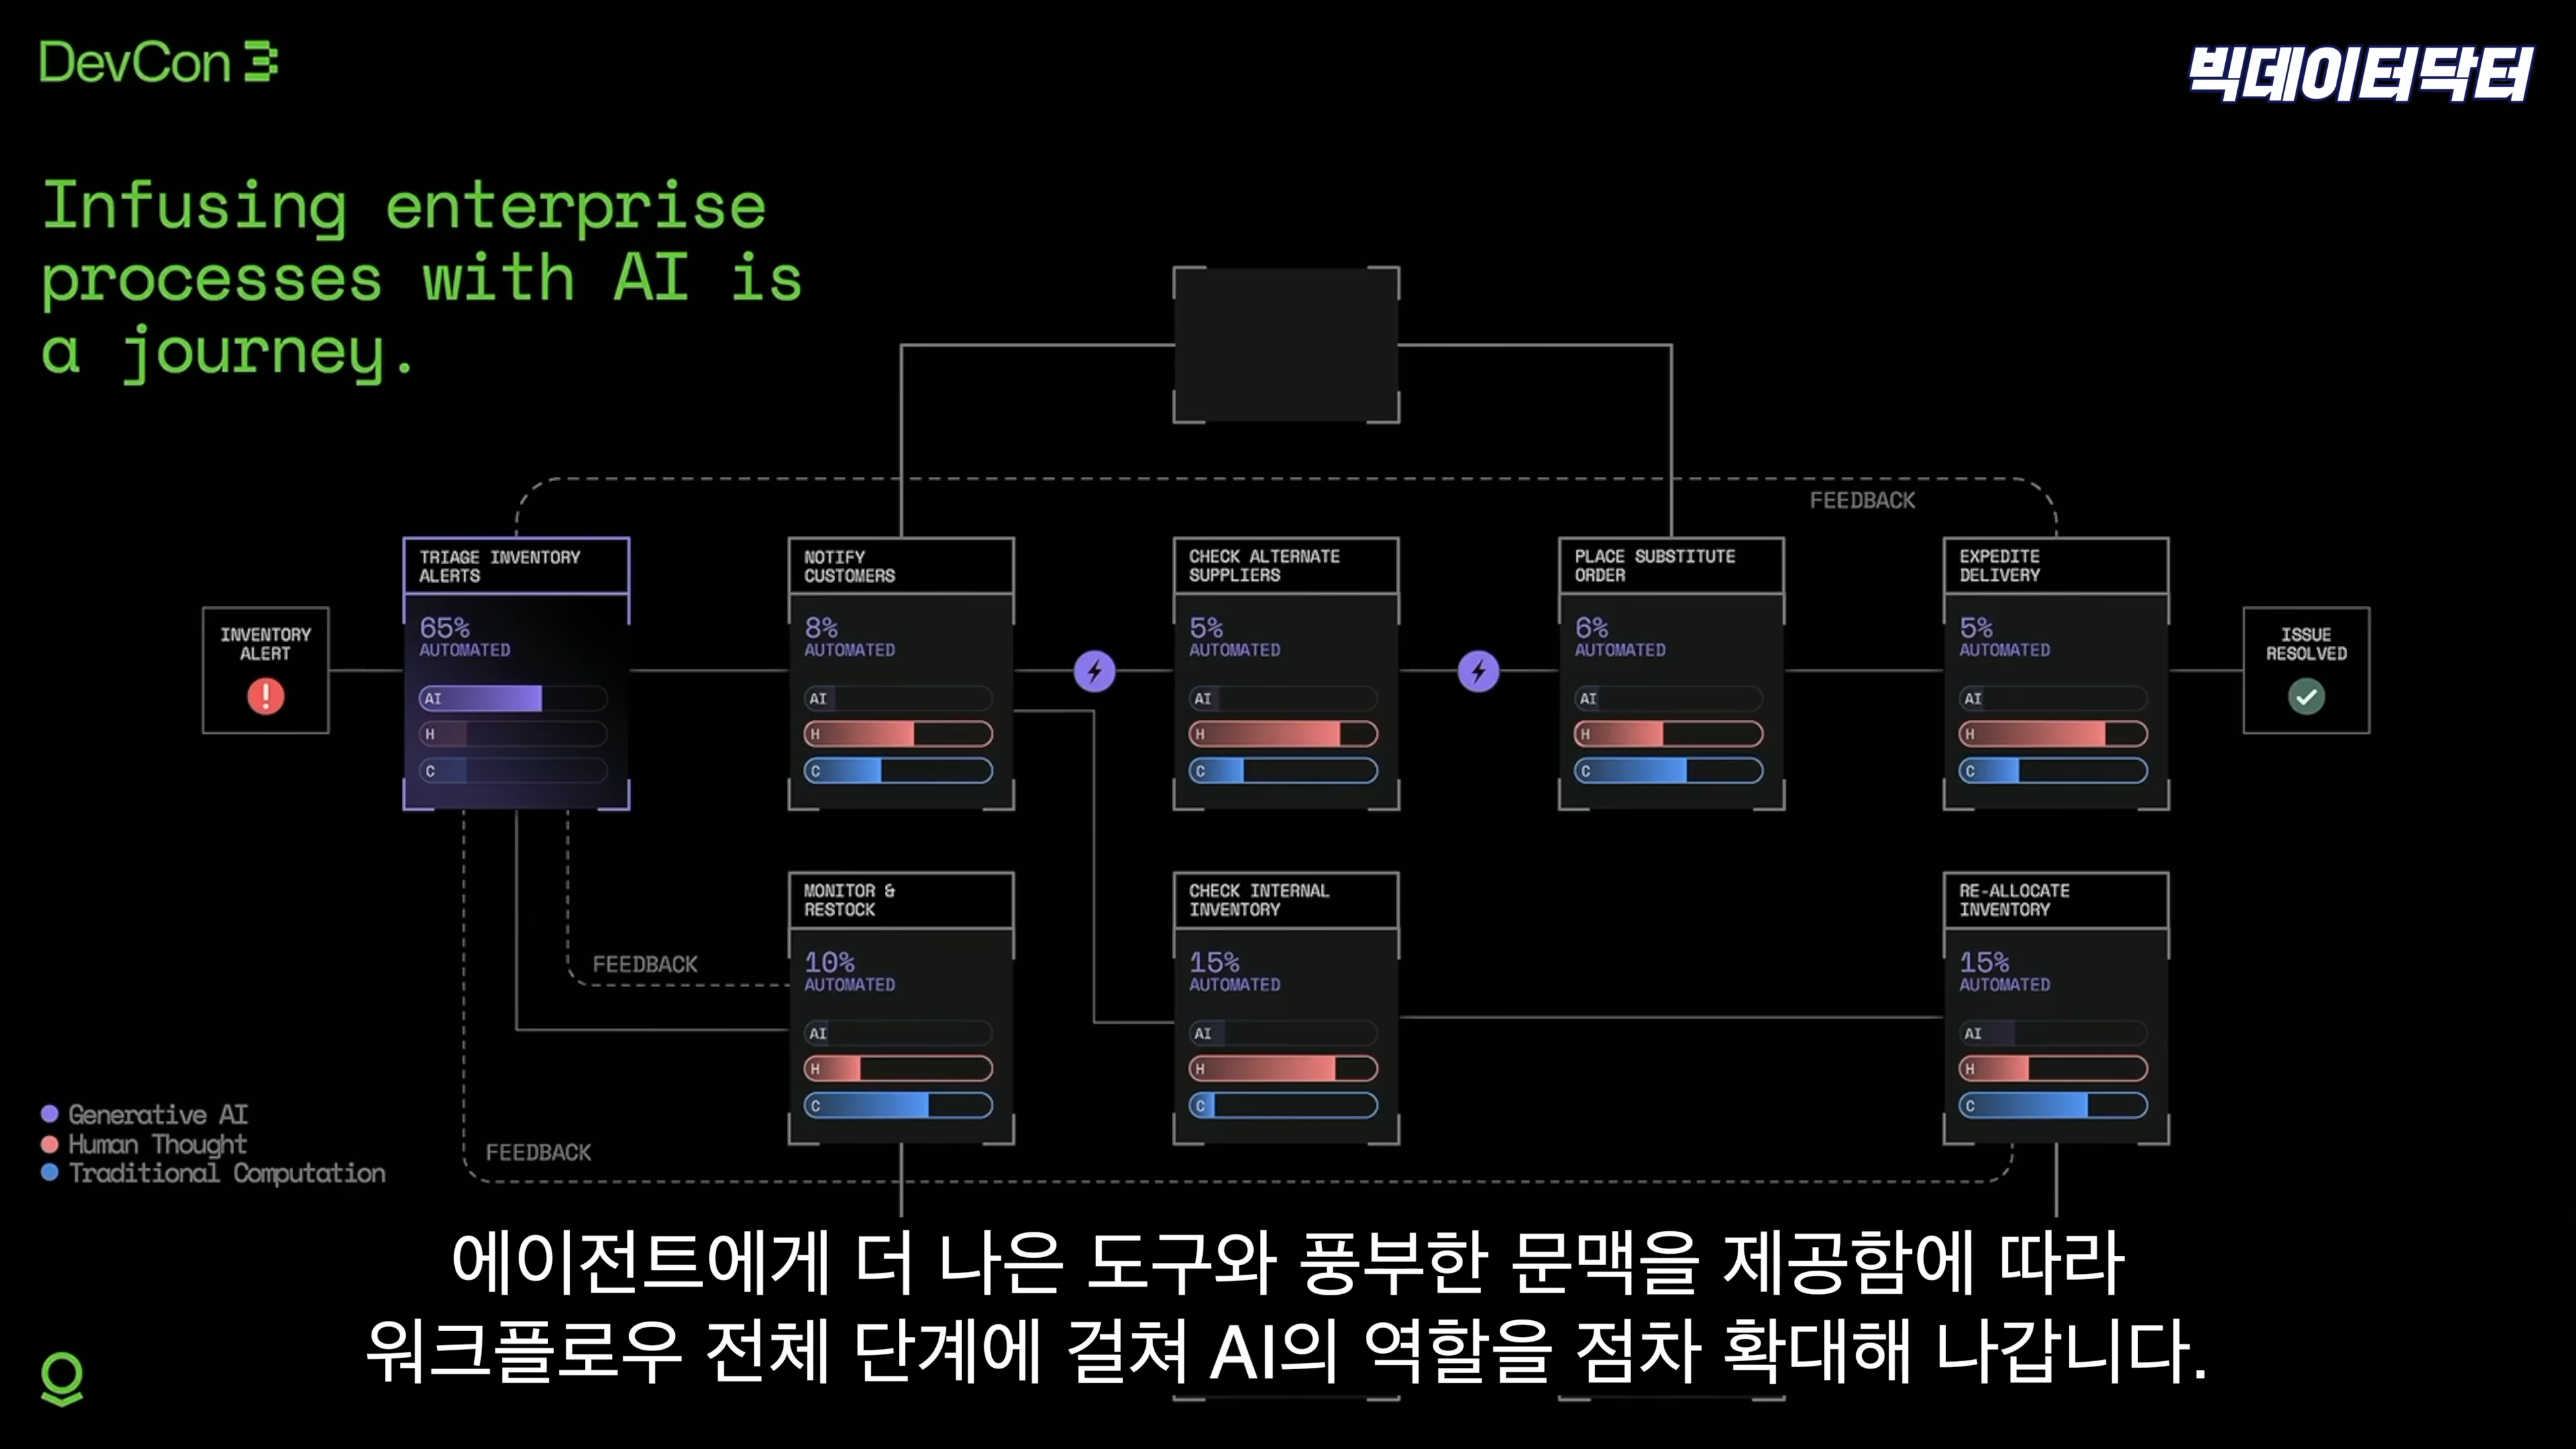 DevCon 3
빅데이터닥터
Infusing enterprise
processes with AI is
a journey.
FEEDBACK
INVENTORY
ALERT
TRIAGE INVENTORY
ALERTS
65%
AUTOMATED
AI
H
C
NOTIFY
CUSTOMERS
8%
AUTOMATED
AI
H
C
CHECK ALTERNATE
SUPPLIERS
5%
AUTOMATED
AI
H
C
PLACE SUBSTITUTE
ORDER
6%
AUTOMATED
AI
H
C
EXPEDITE
DELIVERY
5%
AUTOMATED
AI
H
C
ISSUE
RESOLVED
FEEDBACK
MONITOR &
RESTOCK
10%
AUTOMATED
AI
H
C
CHECK INTERNAL
INVENTORY
15%
AUTOMATED
AI
H
C
RE-ALLOCATE
INVENTORY
15%
AUTOMATED
AI
H
C
FEEDBACK
Generative AI
Human Thought
Traditional Computation
에이전트에게 더 나은 도구와 풍부한 문맥을 제공함에 따라
워크플로우 전체 단계에 걸쳐 AI의 역할을 점차 확대해 나갑니다.